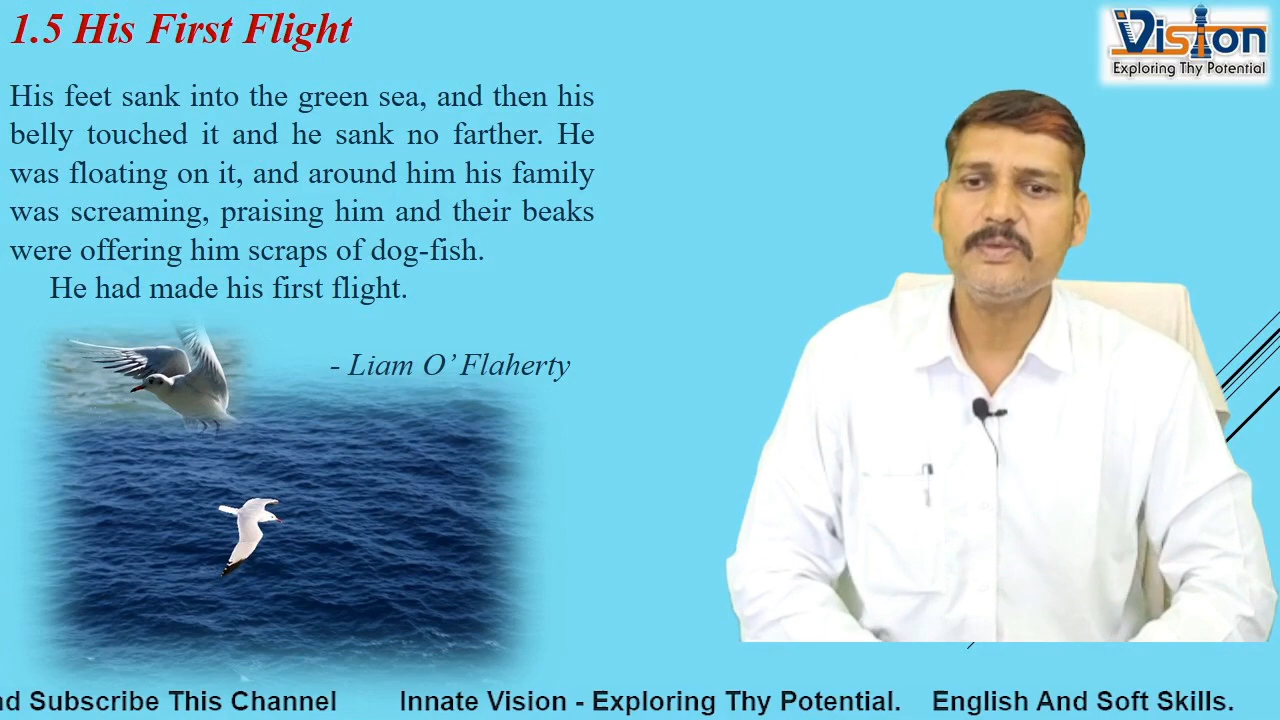 1.5 His First Flight
Vision
Exploring Thy Potential
His feet sank into the green sea, and then his
belly touched it and he sank no farther. He
was floating on it, and around him his family
was screaming, praising him and their beaks
were offering him scraps of dog-fish.
He had made his first flight.
- Liam O’ Flaherty
nd Subscribe This Channel Innate Vision - Exploring Thy Potential. English And Soft Skills.